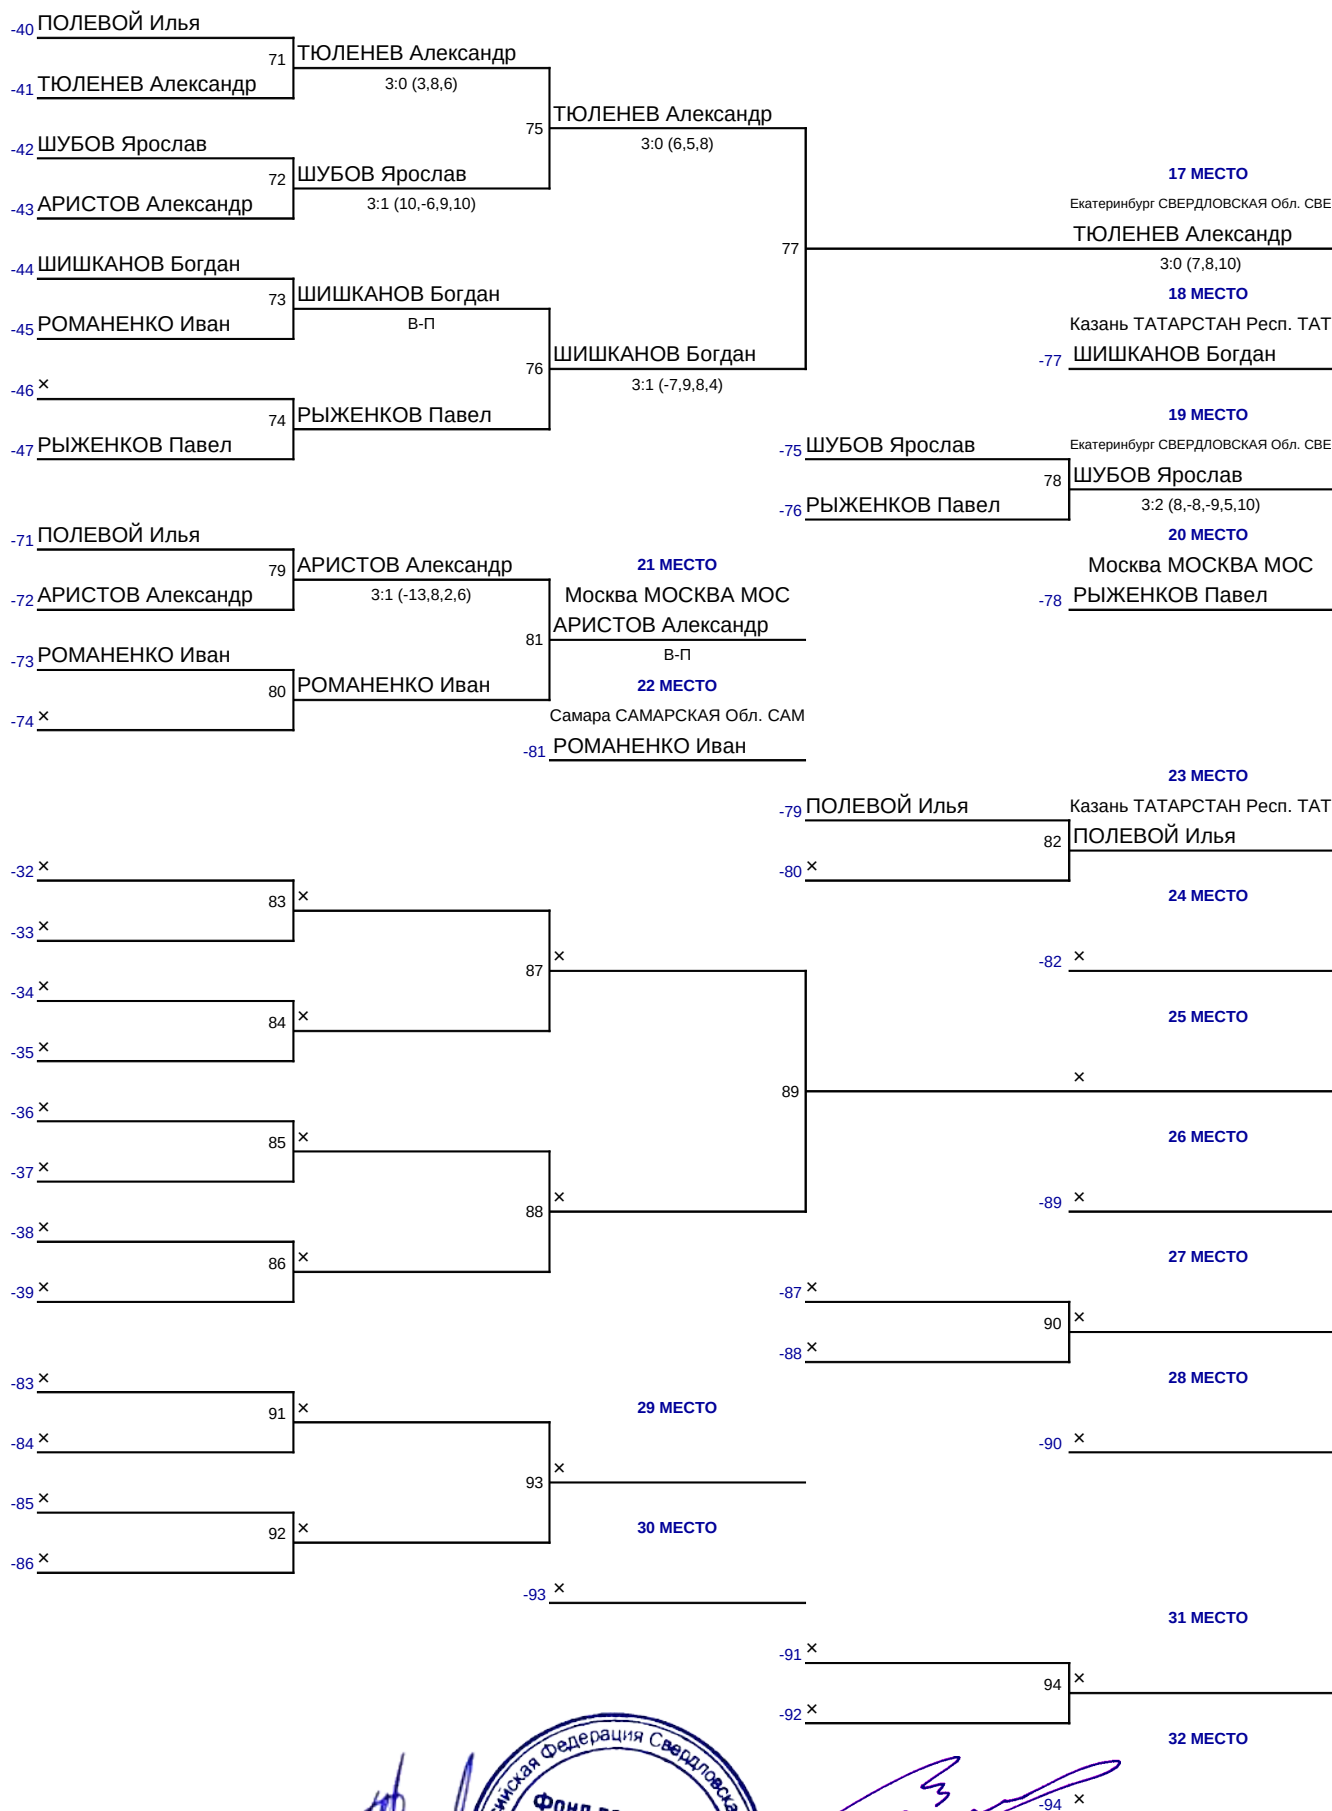 -40 ПОЛЕВОЙ Илья
71 ТЮЛЕНЕВ Александр
-41 ТЮЛЕНЕВ Александр 3:0 (3,8,6)
75 ТЮЛЕНЕВ Александр
3:0 (6,5,8)
-42 ШУБОВ Ярослав
72 ШУБОВ Ярослав
-43 АРИСТОВ Александр 3:1 (10,-6,9,10)
17 МЕСТО
Екатеринбург СВЕРДЛОВСКАЯ Обл. СВЕ
77 ТЮЛЕНЕВ Александр
3:0 (7,8,10)
-44 ШИШКАНОВ Богдан
73 ШИШКАНОВ Богдан
-45 РОМАНЕНКО Иван В-П
76 ШИШКАНОВ Богдан
3:1 (-7,9,8,4)
18 МЕСТО
Казань ТАТАРСТАН Респ. ТАТ
-77 ШИШКАНОВ Богдан
-46 ×
74 РЫЖЕНКОВ Павел
-47 РЫЖЕНКОВ Павел
19 МЕСТО
-75 ШУБОВ Ярослав Екатеринбург СВЕРДЛОВСКАЯ Обл. СВЕ
78 ШУБОВ Ярослав
-76 РЫЖЕНКОВ Павел 3:2 (8,-8,-9,5,10)
20 МЕСТО
Москва МОСКВА МОС
-78 РЫЖЕНКОВ Павел
-71 ПОЛЕВОЙ Илья
79 АРИСТОВ Александр
-72 АРИСТОВ Александр 3:1 (-13,8,2,6)
21 МЕСТО
Москва МОСКВА МОС
81 АРИСТОВ Александр
В-П
-73 РОМАНЕНКО Иван
80 РОМАНЕНКО Иван
-74 ×
22 МЕСТО
Самара САМАРСКАЯ Обл. САМ
-81 РОМАНЕНКО Иван
23 МЕСТО
-79 ПОЛЕВОЙ Илья Казань ТАТАРСТАН Респ. ТАТ
82 ПОЛЕВОЙ Илья
-80 ×
24 МЕСТО
-82 ×
-32 ×
83 ×
-33 ×
87 ×
-34 ×
84 ×
-35 ×
25 МЕСТО
89 ×
-36 ×
85 ×
-37 ×
88 ×
-38 ×
86 ×
-39 ×
26 МЕСТО
-89 ×
27 МЕСТО
-87 ×
90 ×
-88 ×
28 МЕСТО
-90 ×
-83 ×
91 ×
-84 ×
29 МЕСТО
93 ×
-85 ×
92 ×
-86 ×
30 МЕСТО
-93 ×
31 МЕСТО
-91 ×
94 ×
-92 ×
32 МЕСТО
-94 ×
Федерация